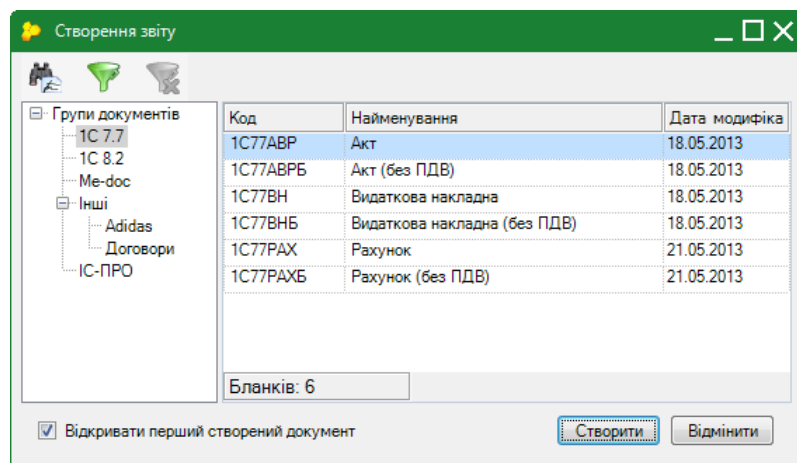 Створення звіту
Групи документів
1С 7.7
1С 8.2
Me-doc
Інші
Adidas
Договори
ІС-ПРО
Код Найменування Дата модифіка
1С77АВР Акт 18.05.2013
1С77АВРБ Акт (без ПДВ) 18.05.2013
1С77ВН Видаткова накладна 18.05.2013
1С77ВНБ Видаткова накладна (без ПДВ) 18.05.2013
1С77РАХ Рахунок 21.05.2013
1С77РАХБ Рахунок (без ПДВ) 21.05.2013
Бланків: 6
Відкривати перший створений документ
Створити Відмінити